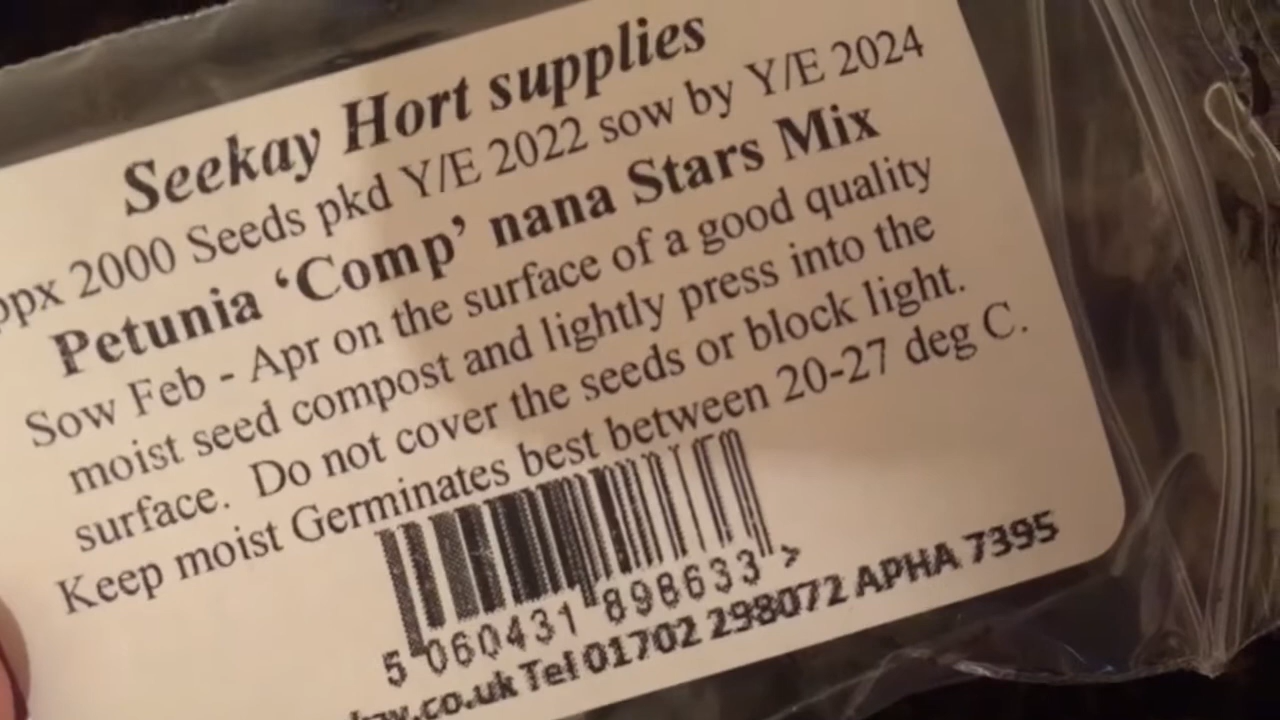 Seekay Hort supplies
ppx 2000 Seeds pkd Y/E 2022 sow by Y/E 2024
Petunia ‘Comp’ nana Stars Mix
Sow Feb - Apr on the surface of a good quality
moist seed compost and lightly press into the
surface. Do not cover the seeds or block light.
Keep moist Germinates best between 20-27 deg C.
5 060431 898633 >
kay.co.uk Tel 01702 298072 APHA 7395